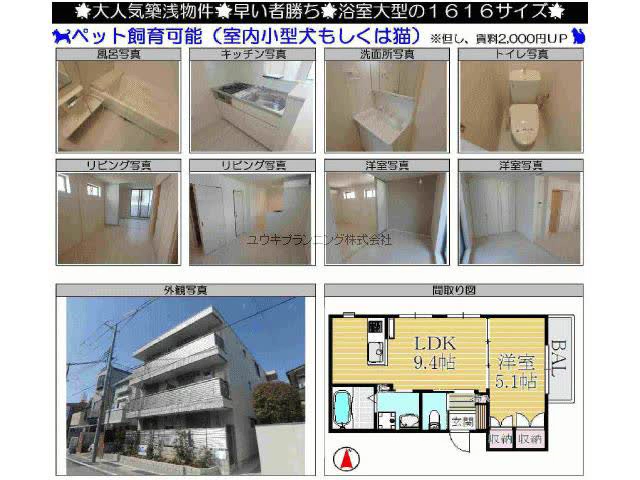 ★大人気築浅物件★早い者勝ち★浴室大型の１６１６サイズ★
ペット飼育可能（室内小型犬もしくは猫）※但し、賃料2,000円UP
風呂写真 キッチン写真 洗面所写真 トイレ写真
リビング写真 リビング写真 洋室写真 洋室写真
ユウキプランニング株式会社
外観写真 間取り図
LDK
9.4帖
洋室
5.1帖
BAL
玄関
収納 収納